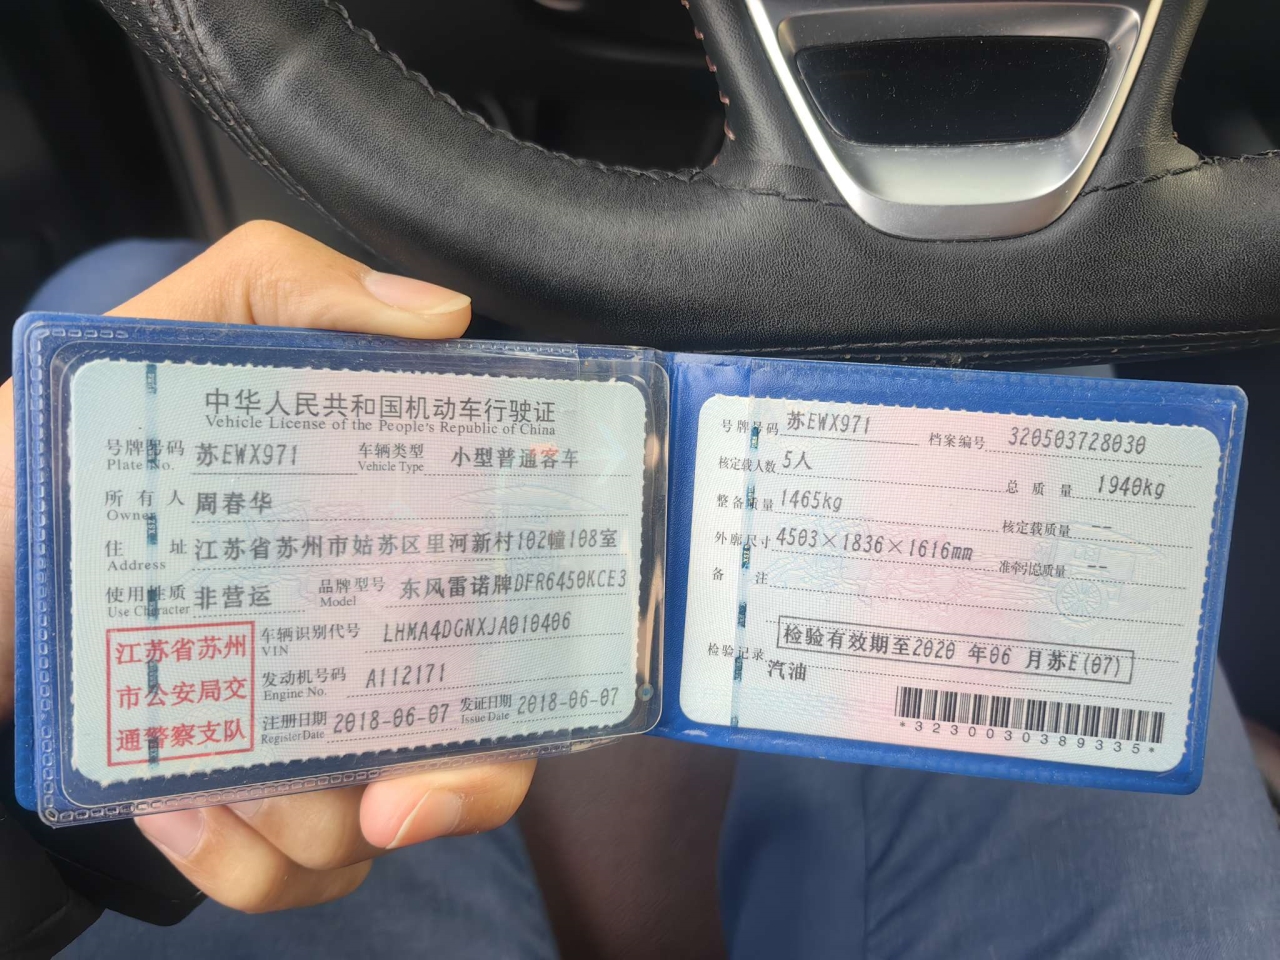 中华人民共和国机动车行驶证
Vehicle License of the People's Republic of China
号牌号码 苏EWX971 车辆类型 小型普通客车
Plate No. Vehicle Type
所有人 周春华
Owner
住址 江苏省苏州市姑苏区里河新村102幢108室
Address
使用性质 非营运 品牌型号 东风雷诺牌DFR6450KCE3
Use Character Model
江苏省苏州
市公安局交
通警察支队
车辆识别代号 LHMA4DGNXJA010406
VIN
发动机号码 A112171
Engine No.
注册日期 2018-06-07 发证日期 2018-06-07
Register Date Issue Date
号牌号码 苏EWX971 档案编号 320503728030
核定载人数 5人 总质量 1940kg
整备质量 1465kg 核定载质量 --
外廓尺寸 4503×1836×1616mm 准牵引总质量 --
备注
检验记录 检验有效期至2020 年06 月苏E(07)
汽油
*3230030389335*